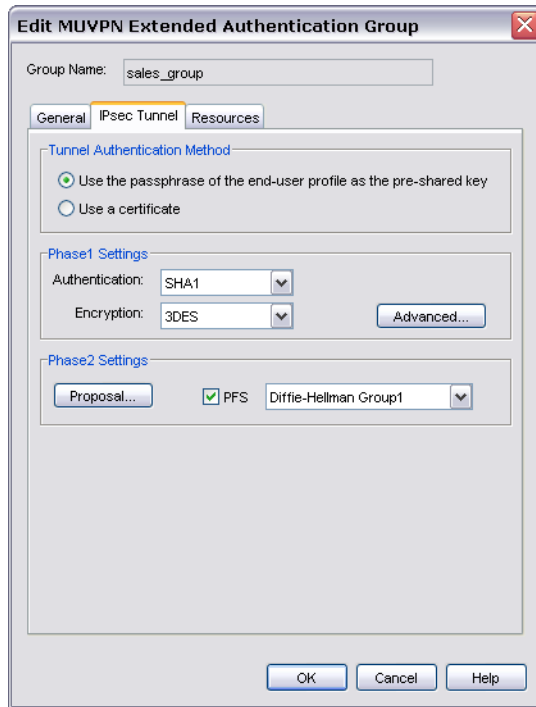 Edit MUVPN Extended Authentication Group
Group Name: sales_group
General IPsec Tunnel Resources
Tunnel Authentication Method
Use the passphrase of the end-user profile as the pre-shared key
Use a certificate
Phase1 Settings
Authentication: SHA1
Encryption: 3DES Advanced...
Phase2 Settings
Proposal... PFS Diffie-Hellman Group1
OK Cancel Help